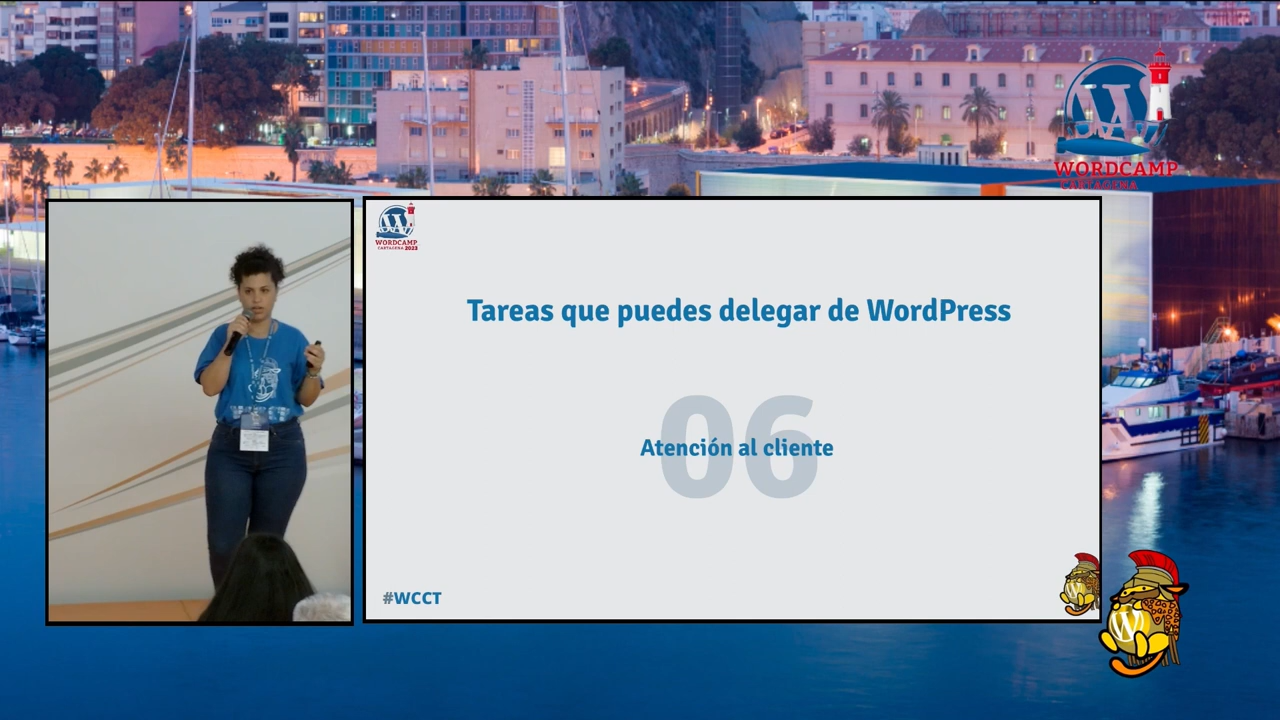 WORDCAMP
CARTAGENA
WORDCAMP
CARTAGENA 2023
Tareas que puedes delegar de WordPress
06
Atención al cliente
#WCCT